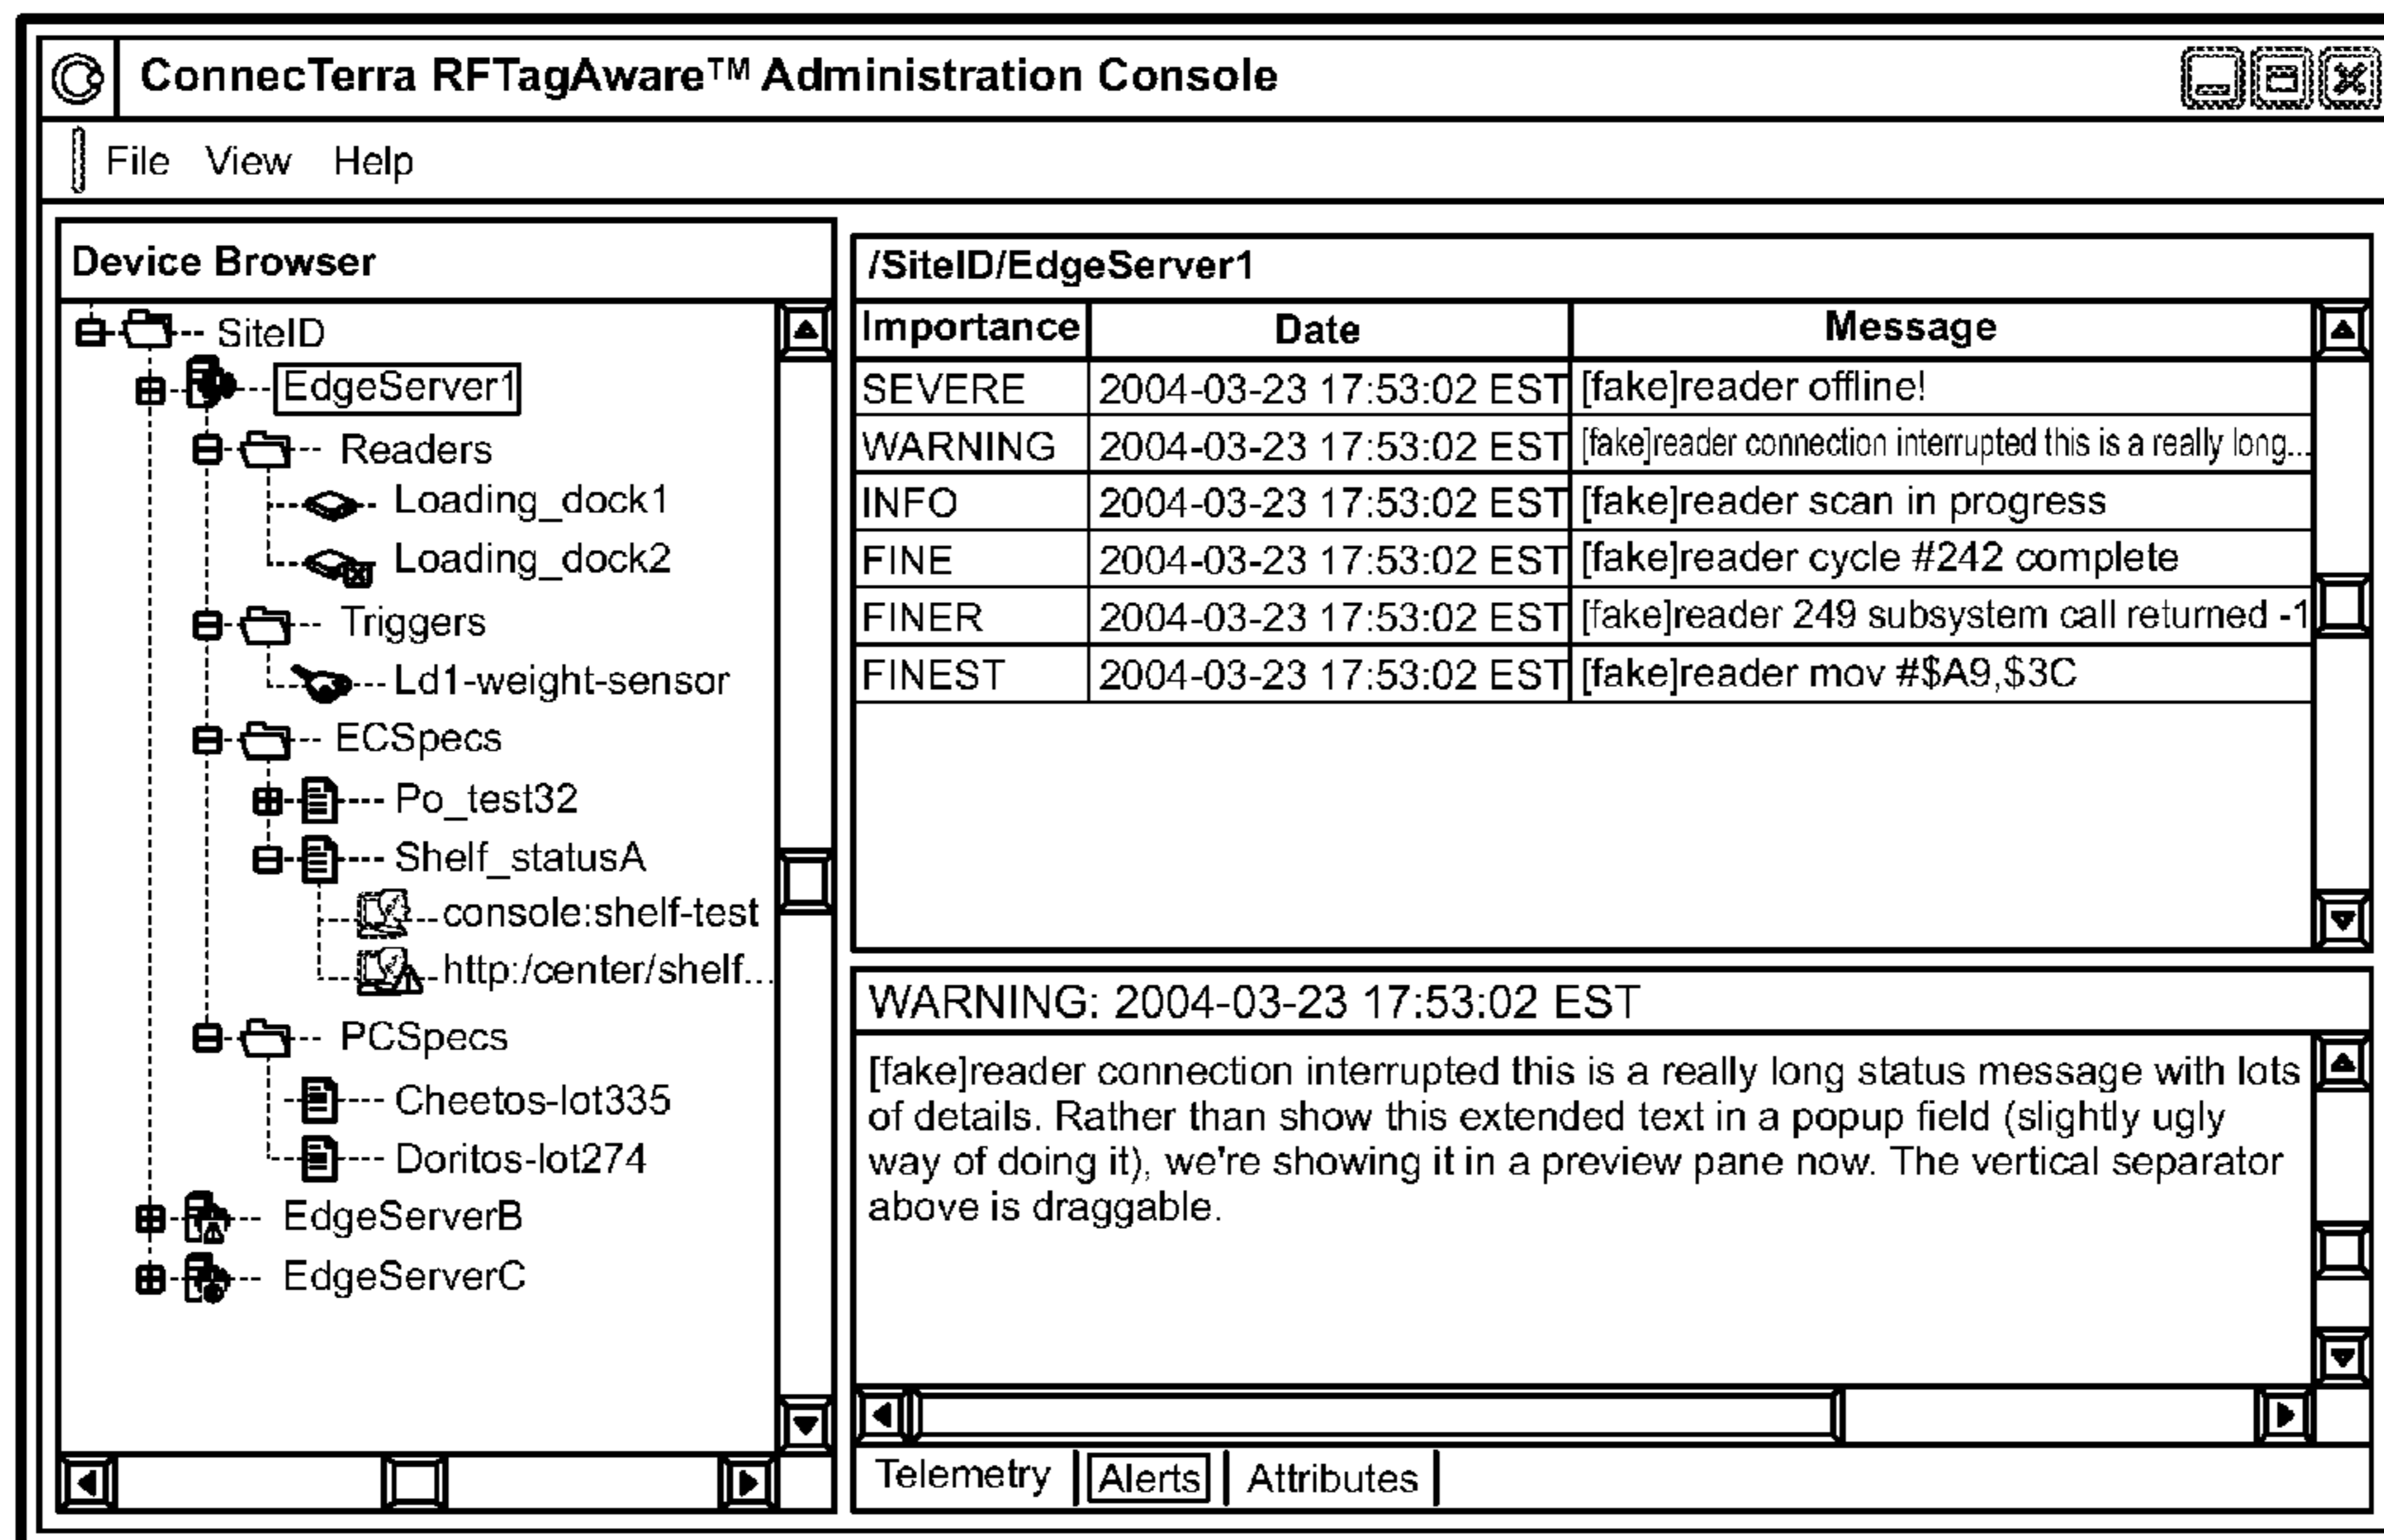 ConnecTerra RFTagAware™ Administration Console
File View Help
Device Browser
SiteID
EdgeServer1
Readers
Loading_dock1
Loading_dock2
Triggers
Ld1-weight-sensor
ECSpecs
Po_test32
Shelf_statusA
console:shelf-test
http:/center/shelf...
PCSpecs
Cheetos-lot335
Doritos-lot274
EdgeServerB
EdgeServerC
/SiteID/EdgeServer1
Importance Date Message
SEVERE 2004-03-23 17:53:02 EST [fake]reader offline!
WARNING 2004-03-23 17:53:02 EST [fake]reader connection interrupted this is a really long...
INFO 2004-03-23 17:53:02 EST [fake]reader scan in progress
FINE 2004-03-23 17:53:02 EST [fake]reader cycle #242 complete
FINER 2004-03-23 17:53:02 EST [fake]reader 249 subsystem call returned -1
FINEST 2004-03-23 17:53:02 EST [fake]reader mov #$A9,$3C
WARNING: 2004-03-23 17:53:02 EST
[fake]reader connection interrupted this is a really long status message with lots
of details. Rather than show this extended text in a popup field (slightly ugly
way of doing it), we're showing it in a preview pane now. The vertical separator
above is draggable.
Telemetry Alerts Attributes